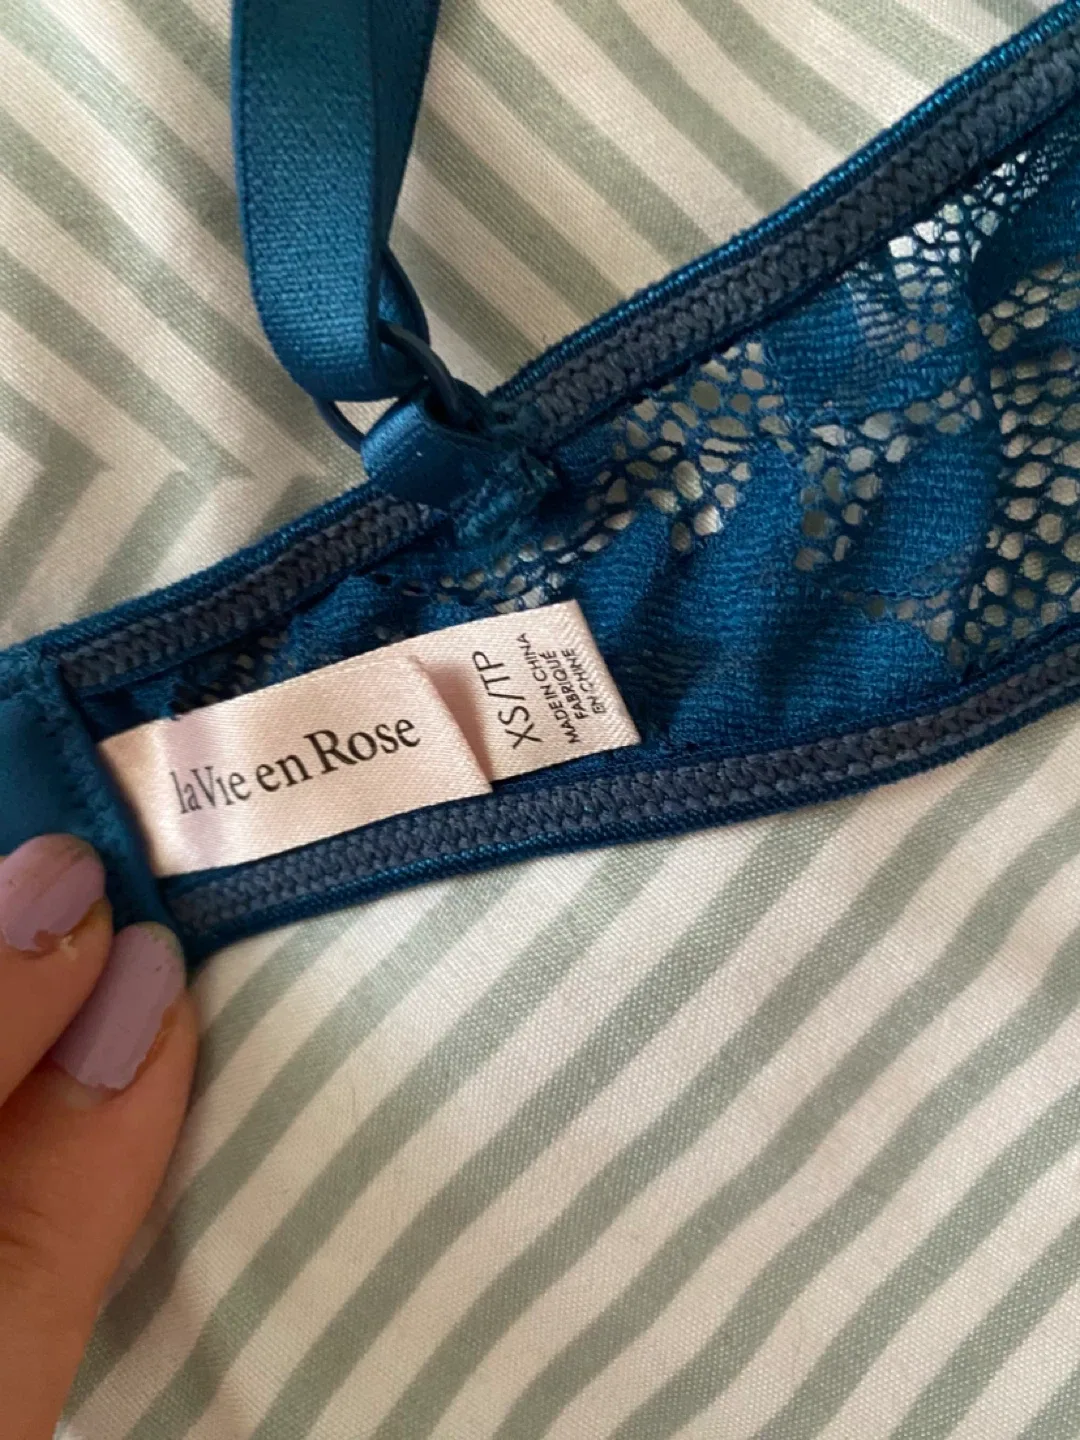 la Vie en Rose
XS/TP
MADE IN CHINA
FABRIQUÉ
EN CHINE